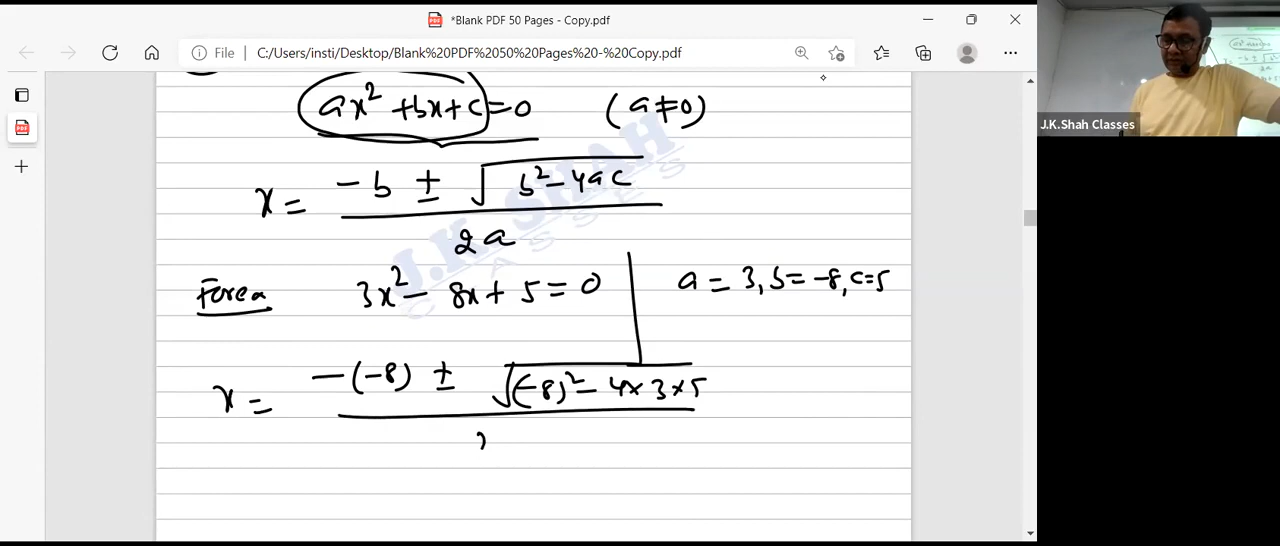 *Blank PDF 50 Pages - Copy.pdf
File C:/Users/insti/Desktop/Blank%20PDF%2050%20Pages%20-%20Copy.pdf
ax² + bx + c = 0 (a ≠ 0)
x = (-b ± √(b² - 4ac)) / 2a
J.K. SHAH
CLASSES
3x² - 8x + 5 = 0
a = 3, b = -8, c = 5
x = -(-8) ± √((-8)² - 4 × 3 × 5)
J.K.Shah Classes